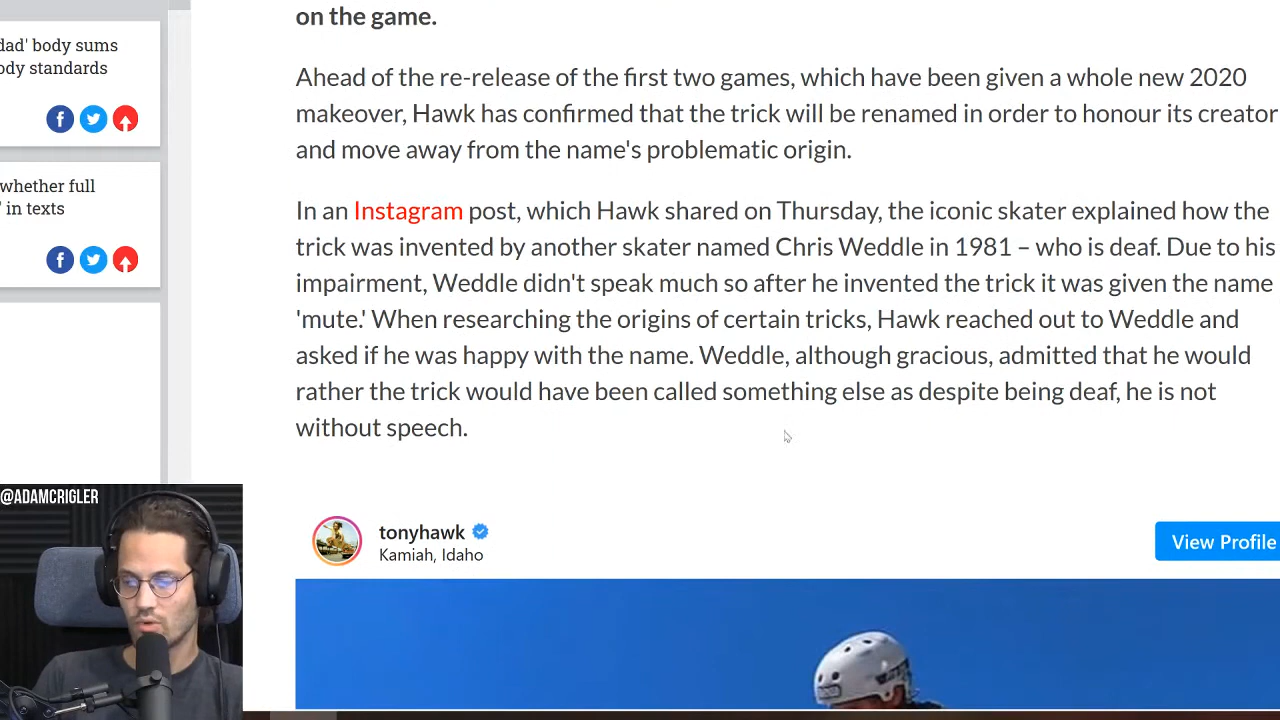 on the game.
dad' body sums
ody standards
Ahead of the re-release of the first two games, which have been given a whole new 2020
makeover, Hawk has confirmed that the trick will be renamed in order to honour its creator
and move away from the name's problematic origin.
whether full
' in texts
In an Instagram post, which Hawk shared on Thursday, the iconic skater explained how the
trick was invented by another skater named Chris Weddle in 1981 – who is deaf. Due to his
impairment, Weddle didn't speak much so after he invented the trick it was given the name
'mute.' When researching the origins of certain tricks, Hawk reached out to Weddle and
asked if he was happy with the name. Weddle, although gracious, admitted that he would
rather the trick would have been called something else as despite being deaf, he is not
without speech.
@ADAMCRIGLER
tonyhawk
Kamiah, Idaho
View Profile